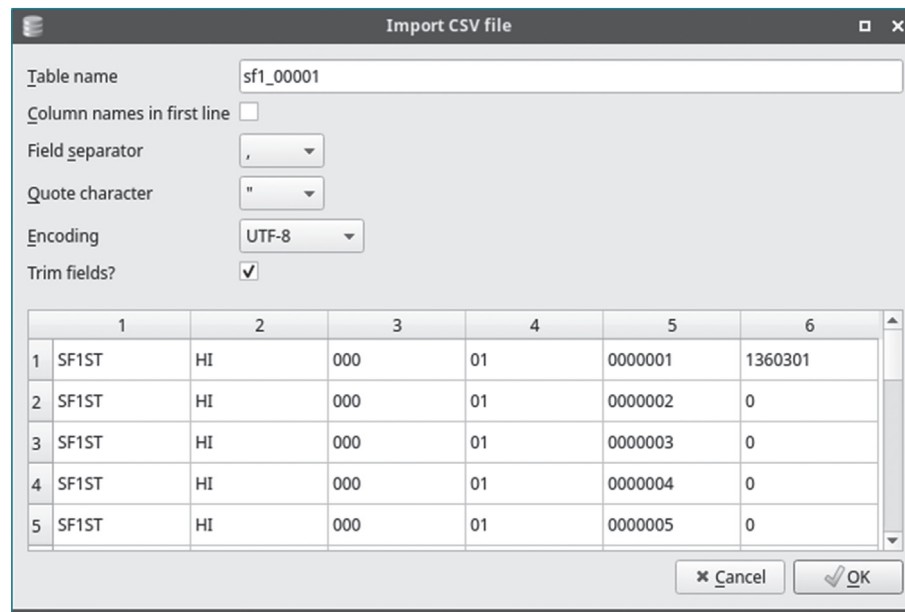 Import CSV file
Table name sf1_00001
Column names in first line
Field separator ,
Quote character "
Encoding UTF-8
Trim fields?
1 2 3 4 5 6
1 SF1ST HI 000 01 0000001 1360301
2 SF1ST HI 000 01 0000002 0
3 SF1ST HI 000 01 0000003 0
4 SF1ST HI 000 01 0000004 0
5 SF1ST HI 000 01 0000005 0
Cancel OK